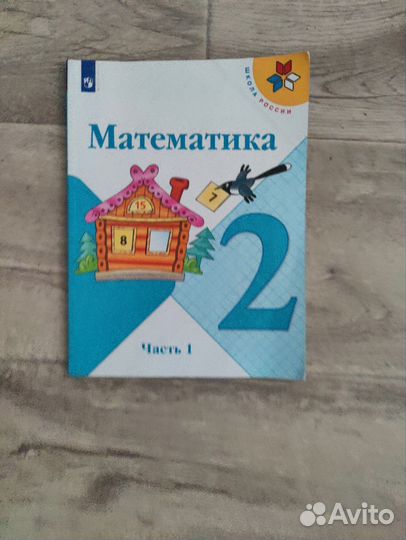 ШКОЛА РОССИИ
Математика
15
7
8
2
Часть 1
Avito